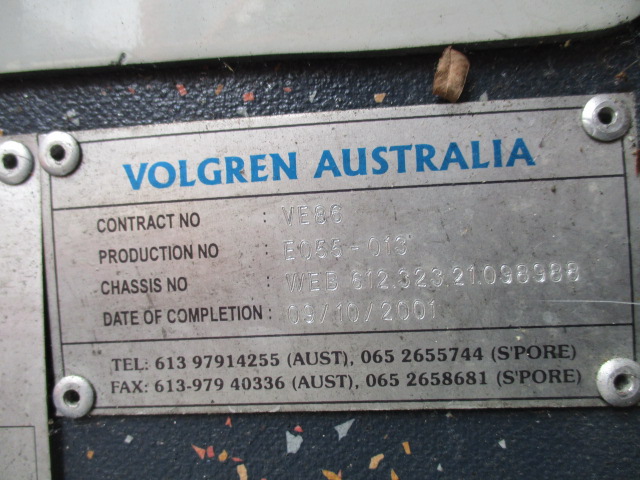 VOLGREN AUSTRALIA
CONTRACT NO : VE86
PRODUCTION NO : E055-013
CHASSIS NO : WEB 612.323.21.098988
DATE OF COMPLETION : 09/10/2001
TEL: 613 97914255 (AUST), 065 2655744 (S'PORE)
FAX: 613-979 40336 (AUST), 065 2658681 (S'PORE)